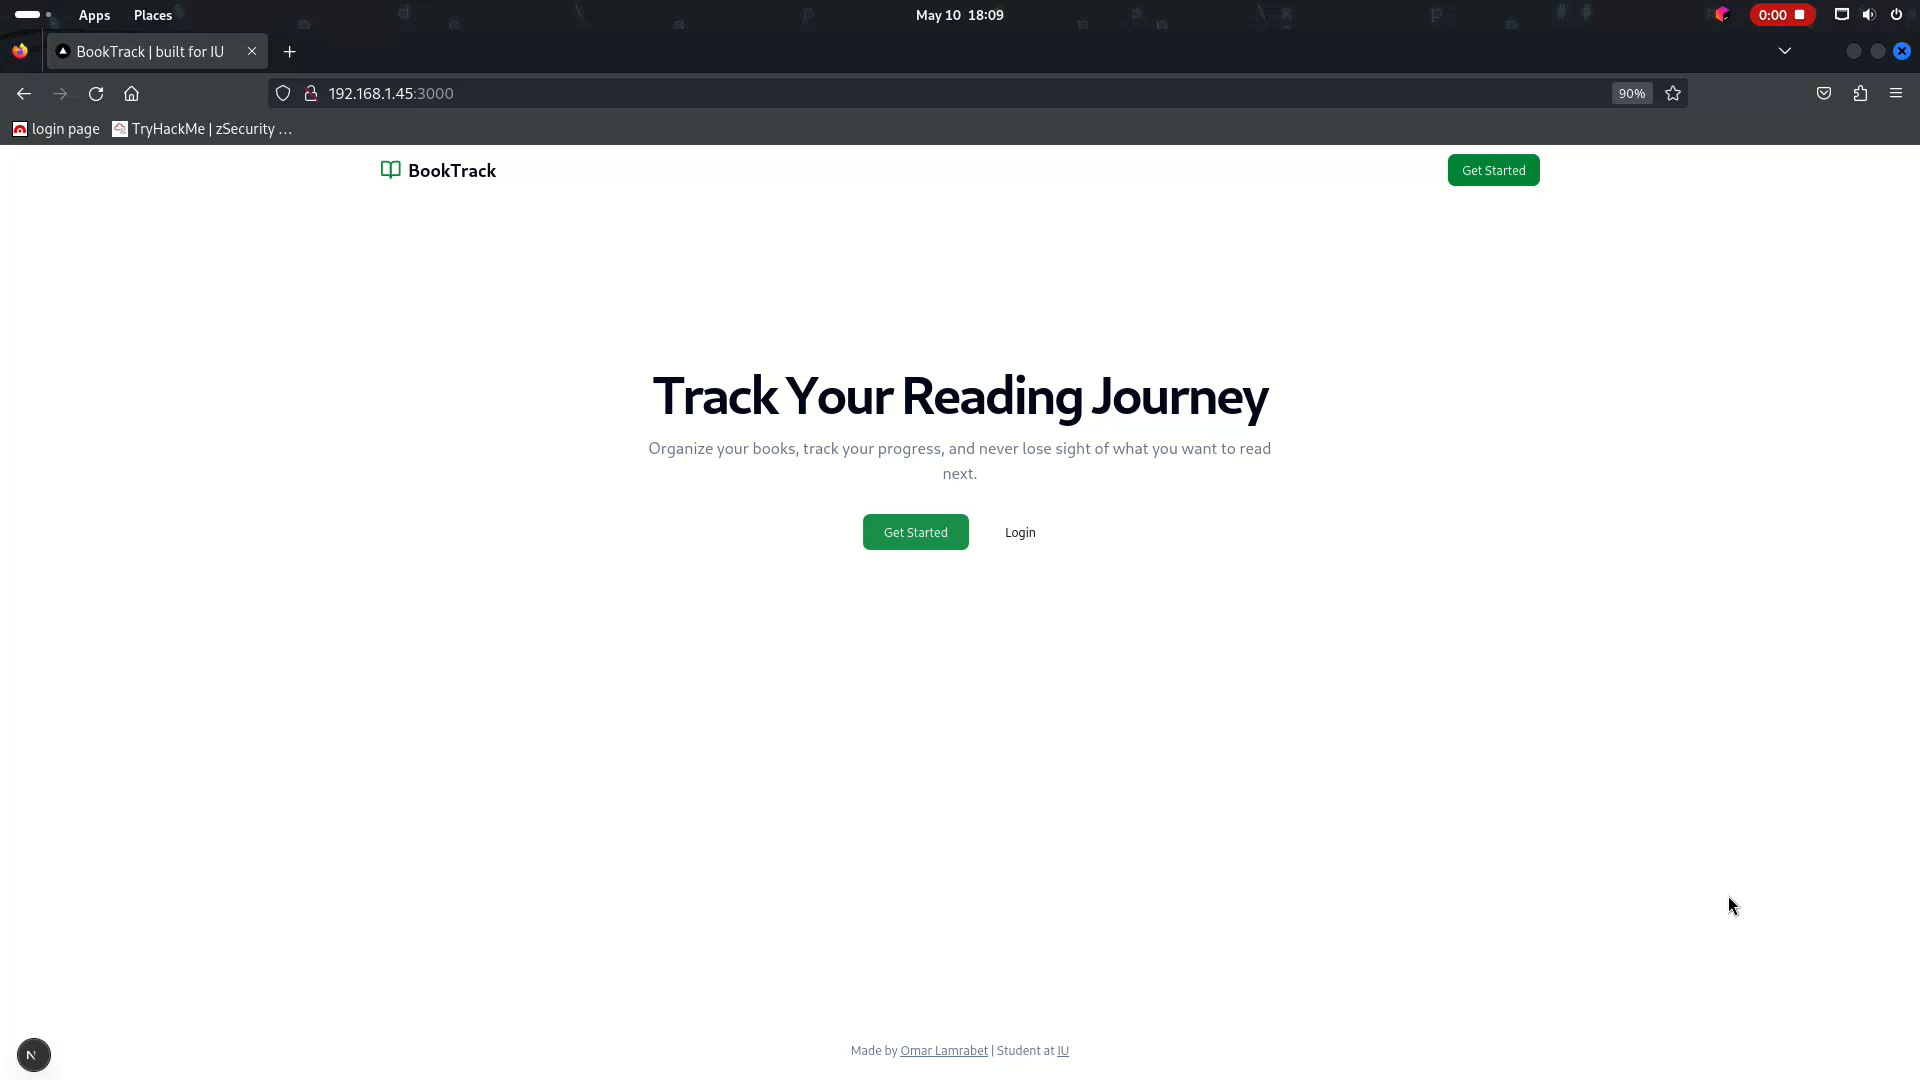 Apps Places May 10 18:09 0:00
BookTrack | built for IU
192.168.1.45:3000 90%
login page TryHackMe | zSecurity ...
BookTrack Get Started
Track Your Reading Journey
Organize your books, track your progress, and never lose sight of what you want to read
next.
Get Started Login
Made by Omar Lamrabet | Student at IU
N